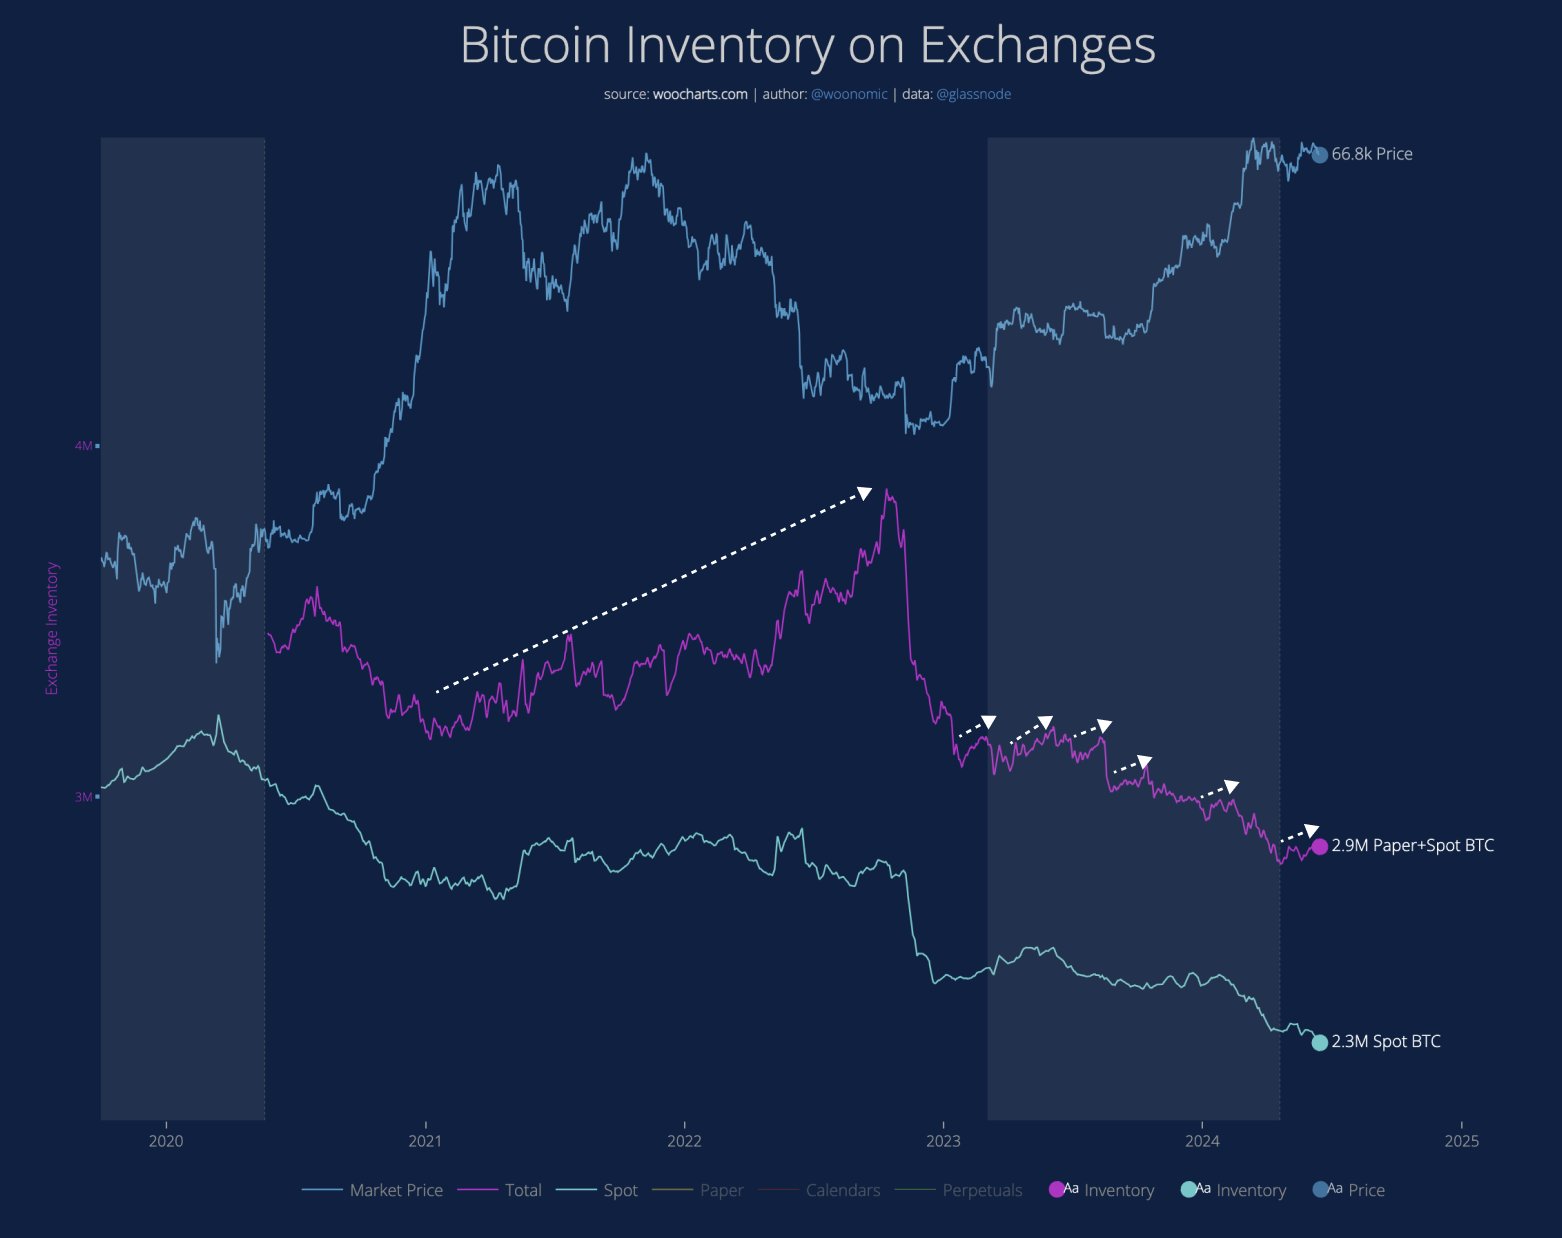 Bitcoin Inventory on Exchanges
source: woocharts.com | author: @woonomic | data: @glassnode
66.8k Price
4M
Exchange Inventory
3M
2.9M Paper+Spot BTC
2.3M Spot BTC
2020 2021 2022 2023 2024 2025
Market Price Total Spot Paper Calendars Perpetuals Aa Inventory Aa Inventory Aa Price